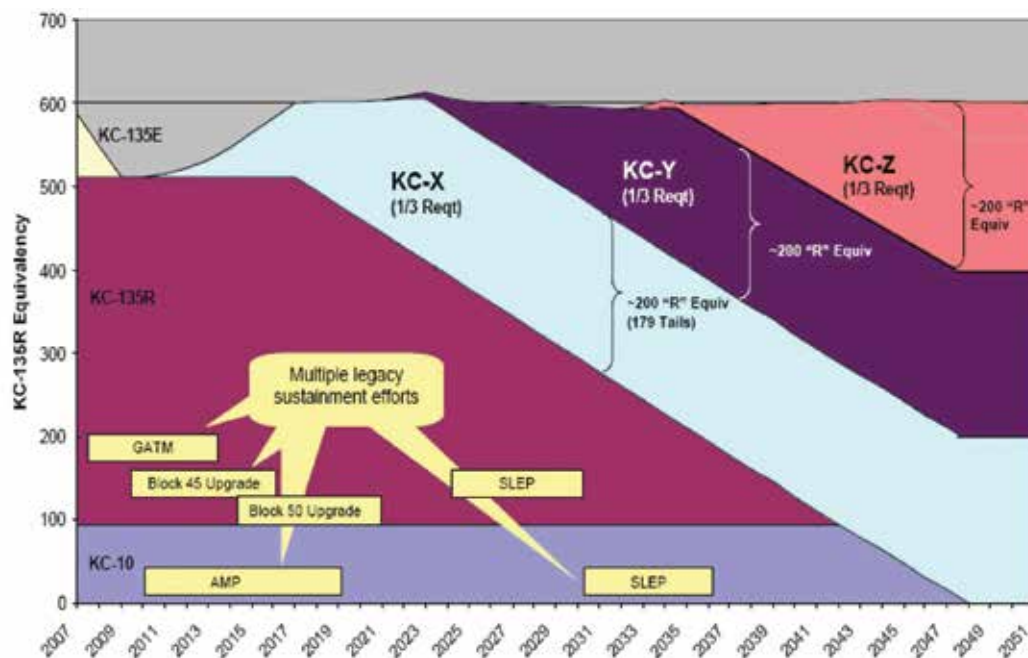 700
600
500
400
300
200
100
0
KC-135R Equivalency
KC-135E
KC-135R
KC-10
KC-X
(1/3 Reqt)
KC-Y
(1/3 Reqt)
KC-Z
(1/3 Reqt)
~200 "R"
Equiv
~200 "R" Equiv
~200 "R" Equiv
(179 Tails)
Multiple legacy
sustainment efforts
GATM
Block 45 Upgrade
Block 50 Upgrade
SLEP
AMP
SLEP
2007
2009
2011
2013
2015
2017
2019
2021
2023
2025
2027
2029
2031
2033
2035
2037
2039
2041
2043
2045
2047
2049
2051